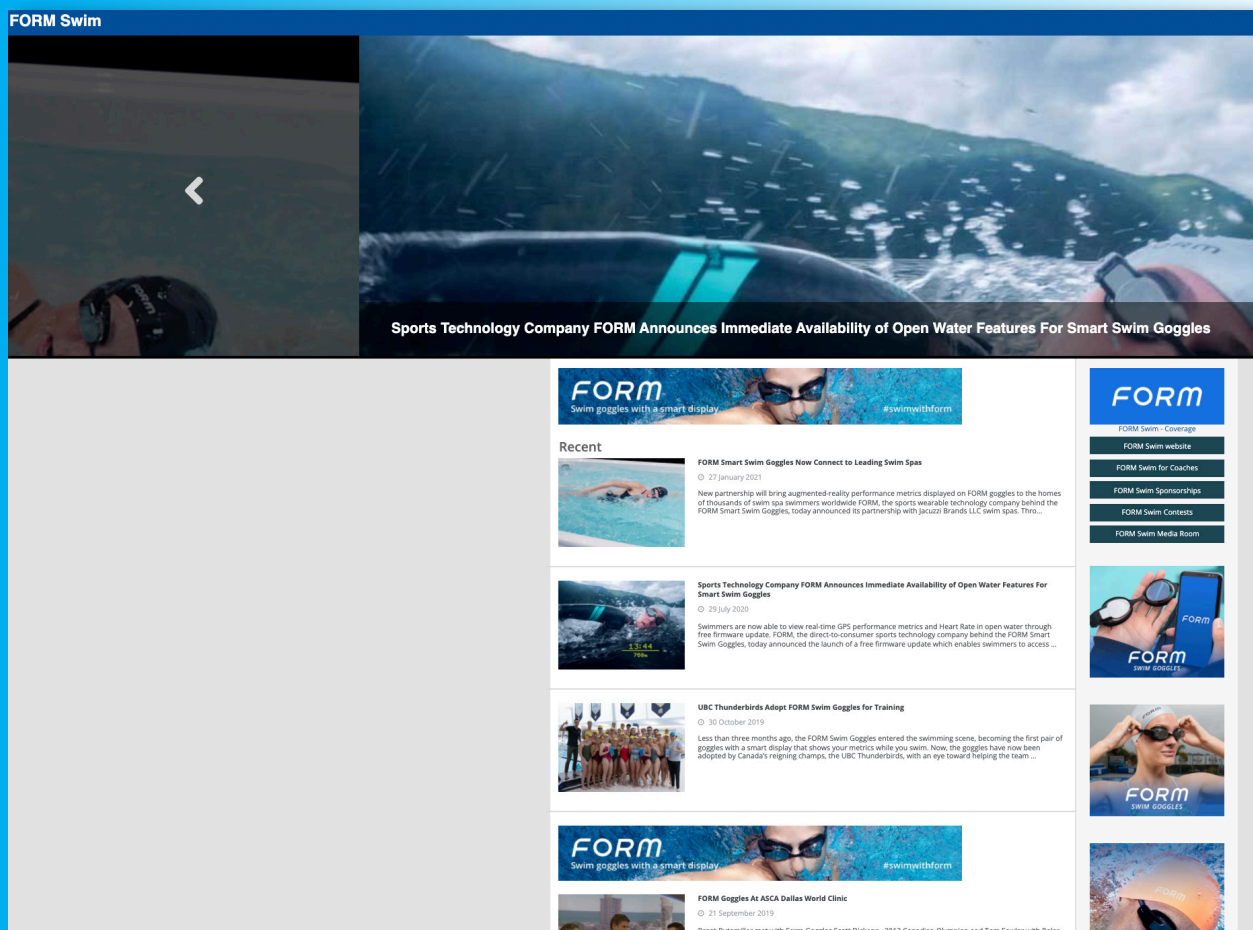 FORM Swim
Sports Technology Company FORM Announces Immediate Availability of Open Water Features For Smart Swim Goggles
FORM
Swim goggles with a smart display
#swimwithform
Recent
FORM Smart Swim Goggles Now Connect to Leading Swim Spas
27 January 2021
New partnership will bring augmented-reality performance metrics displayed on FORM goggles to the homes
of thousands of swim spa swimmers worldwide FORM, the sports wearable technology company behind the
FORM Smart Swim Goggles, today announced its partnership with Jacuzzi Brands LLC swim spas. Thro...
Sports Technology Company FORM Announces Immediate Availability of Open Water Features For
Smart Swim Goggles
29 July 2020
Swimmers are now able to view real-time GPS performance metrics and Heart Rate in open water through
free firmware update. FORM, the direct-to-consumer sports technology company behind the FORM Smart
Swim Goggles, today announced the launch of a free firmware update which enables swimmers to access ...
13:44
UBC Thunderbirds Adopt FORM Swim Goggles for Training
30 October 2019
Less than three months ago, the FORM Swim Goggles entered the swimming scene, becoming the first pair of
goggles with a smart display that shows your metrics while you swim. Now, the goggles have now been
adopted by Canada's reigning champs, the UBC Thunderbirds, with an eye toward helping the team ...
FORM
Swim goggles with a smart display
#swimwithform
FORM Goggles At ASCA Dallas World Clinic
21 September 2019
FORM
FORM Swim - Coverage
FORM Swim website
FORM Swim for Coaches
FORM Swim Sponsorships
FORM Swim Contests
FORM Swim Media Room
FORM
FORM
SWIM GOGGLES
FORM
SWIM GOGGLES
FORM